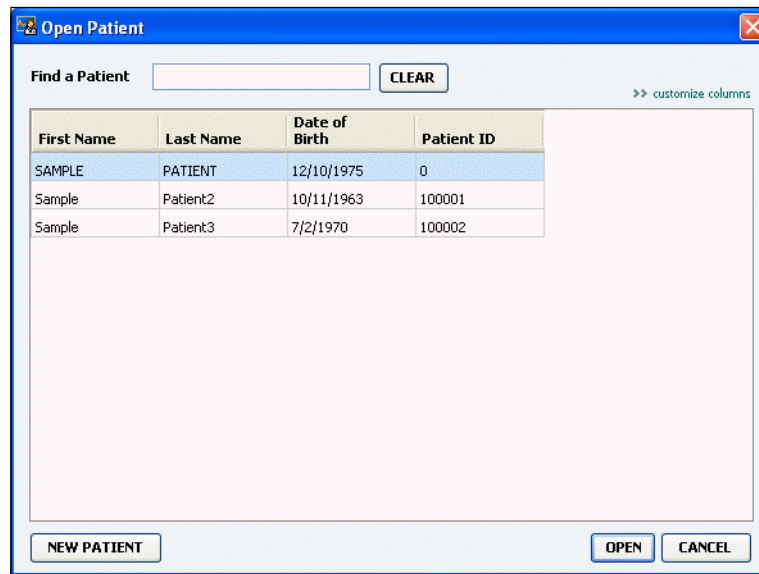 Open Patient
Find a Patient CLEAR
>> customize columns
First Name Last Name Date of Birth Patient ID
SAMPLE PATIENT 12/10/1975 0
Sample Patient2 10/11/1963 100001
Sample Patient3 7/2/1970 100002
NEW PATIENT OPEN CANCEL